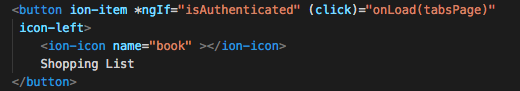 <button ion-item *ngIf="isAuthenticated" (click)="onLoad(tabsPage)"
icon-left>
<ion-icon name="book" ></ion-icon>
Shopping List
</button>